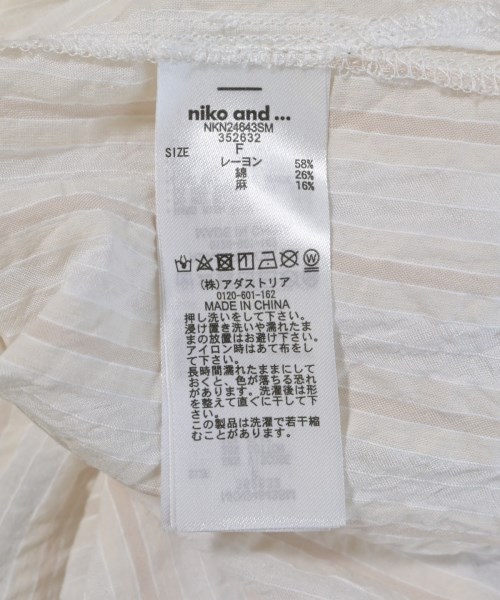 niko and ...
NKN24643SM
352632
SIZE F
レーヨン 58%
綿 26%
麻 16%
W
(株)アダストリア
0120-601-162
MADE IN CHINA
押し洗いをして下さい。
浸け置き洗いや濡れたま
まの放置はお避け下さい。
アイロン時はあて布をし
て下さい。
長時間濡れたままにして
おくと、色が落ちる恐れ
があります。洗濯後は形
を整えて直ぐに干して下
さい。
この製品は洗濯で若干縮
むことがあります。
SIZE F
352632
NKN24643SM